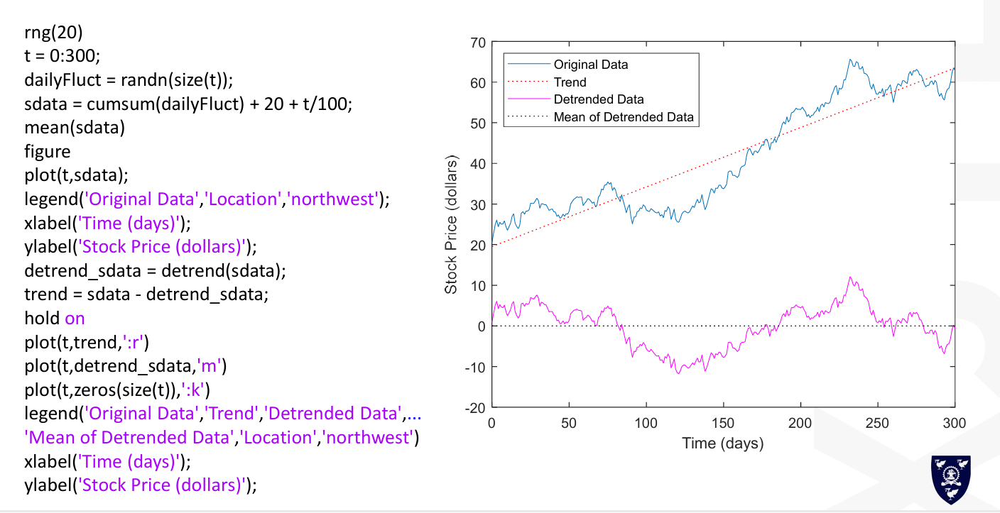 rng(20)
t = 0:300;
dailyFluct = randn(size(t));
sdata = cumsum(dailyFluct) + 20 + t/100;
mean(sdata)
figure
plot(t,sdata);
legend('Original Data','Location','northwest');
xlabel('Time (days)');
ylabel('Stock Price (dollars)');
detrend_sdata = detrend(sdata);
trend = sdata - detrend_sdata;
hold on
plot(t,trend,':r')
plot(t,detrend_sdata,'m')
plot(t,zeros(size(t)),':k')
legend('Original Data','Trend','Detrended Data',...
'Mean of Detrended Data','Location','northwest')
xlabel('Time (days)');
ylabel('Stock Price (dollars)');
Stock Price (dollars)
70
60
50
40
30
20
10
0
-10
-20
Original Data
Trend
Detrended Data
Mean of Detrended Data
0
50
100
150
200
250
300
Time (days)